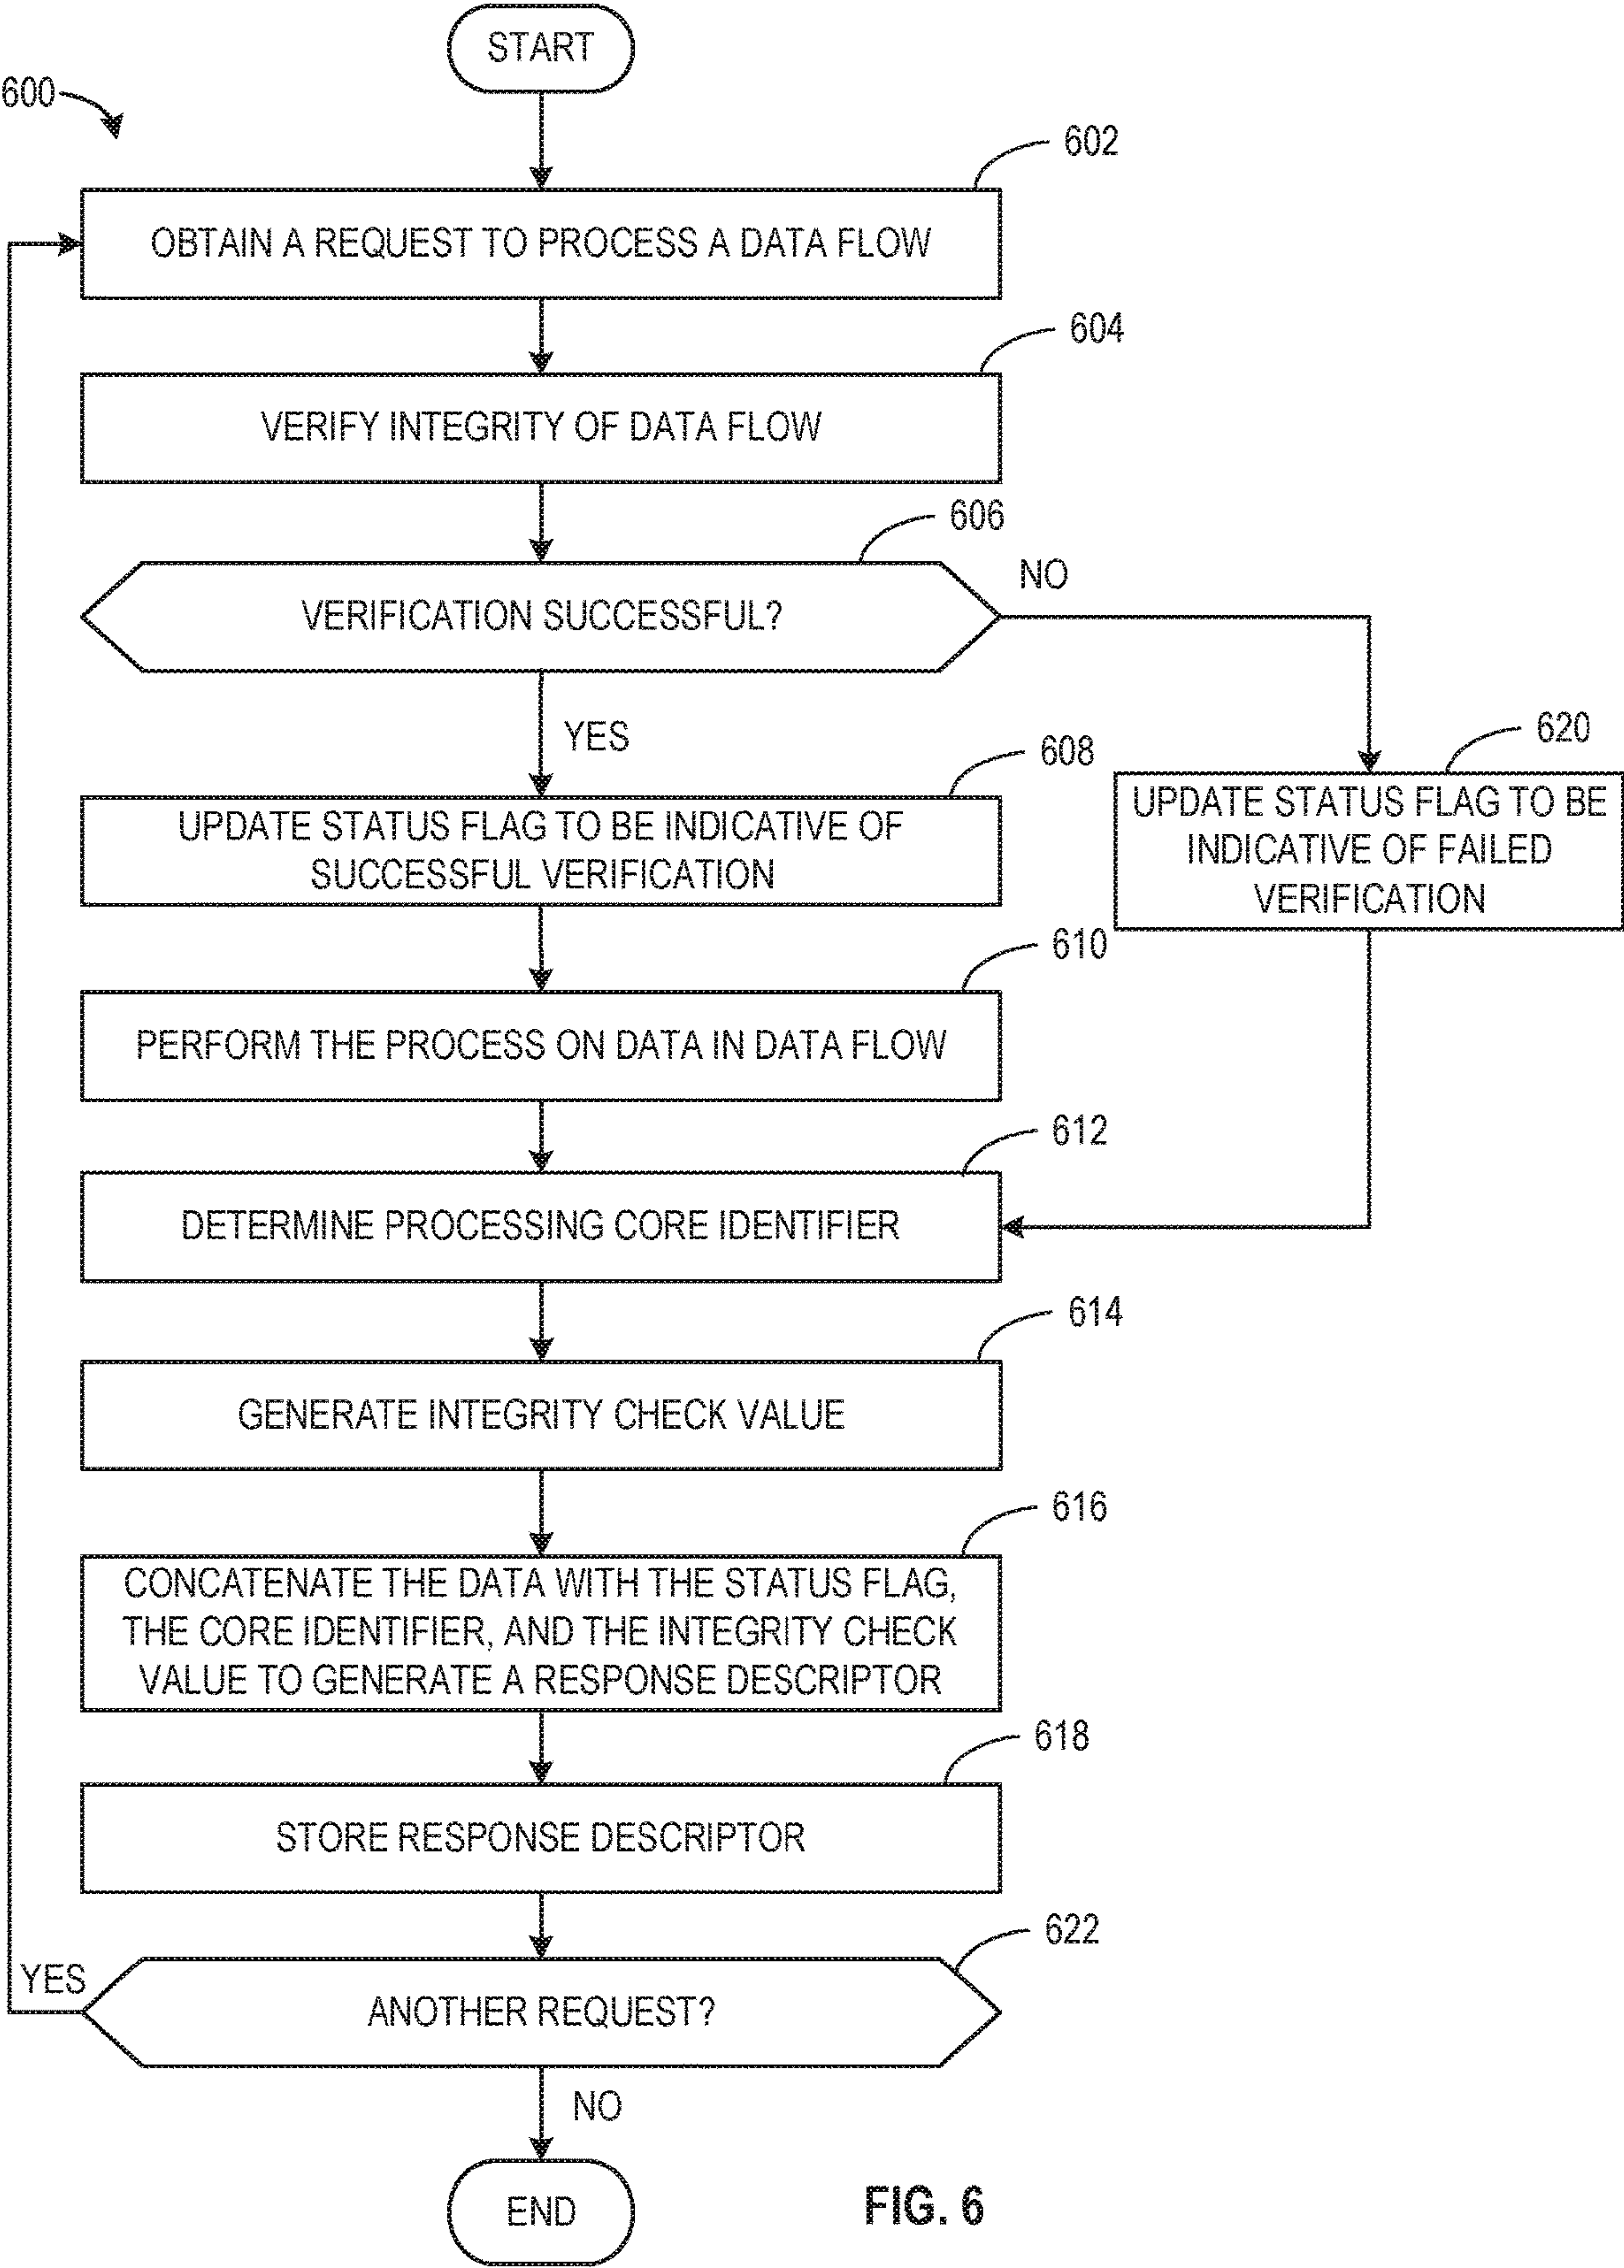 START
600
602
OBTAIN A REQUEST TO PROCESS A DATA FLOW
604
VERIFY INTEGRITY OF DATA FLOW
606
VERIFICATION SUCCESSFUL?
NO
YES
608
UPDATE STATUS FLAG TO BE INDICATIVE OF
SUCCESSFUL VERIFICATION
620
UPDATE STATUS FLAG TO BE
INDICATIVE OF FAILED
VERIFICATION
610
PERFORM THE PROCESS ON DATA IN DATA FLOW
612
DETERMINE PROCESSING CORE IDENTIFIER
614
GENERATE INTEGRITY CHECK VALUE
616
CONCATENATE THE DATA WITH THE STATUS FLAG,
THE CORE IDENTIFIER, AND THE INTEGRITY CHECK
VALUE TO GENERATE A RESPONSE DESCRIPTOR
618
STORE RESPONSE DESCRIPTOR
622
YES
ANOTHER REQUEST?
NO
END
FIG. 6